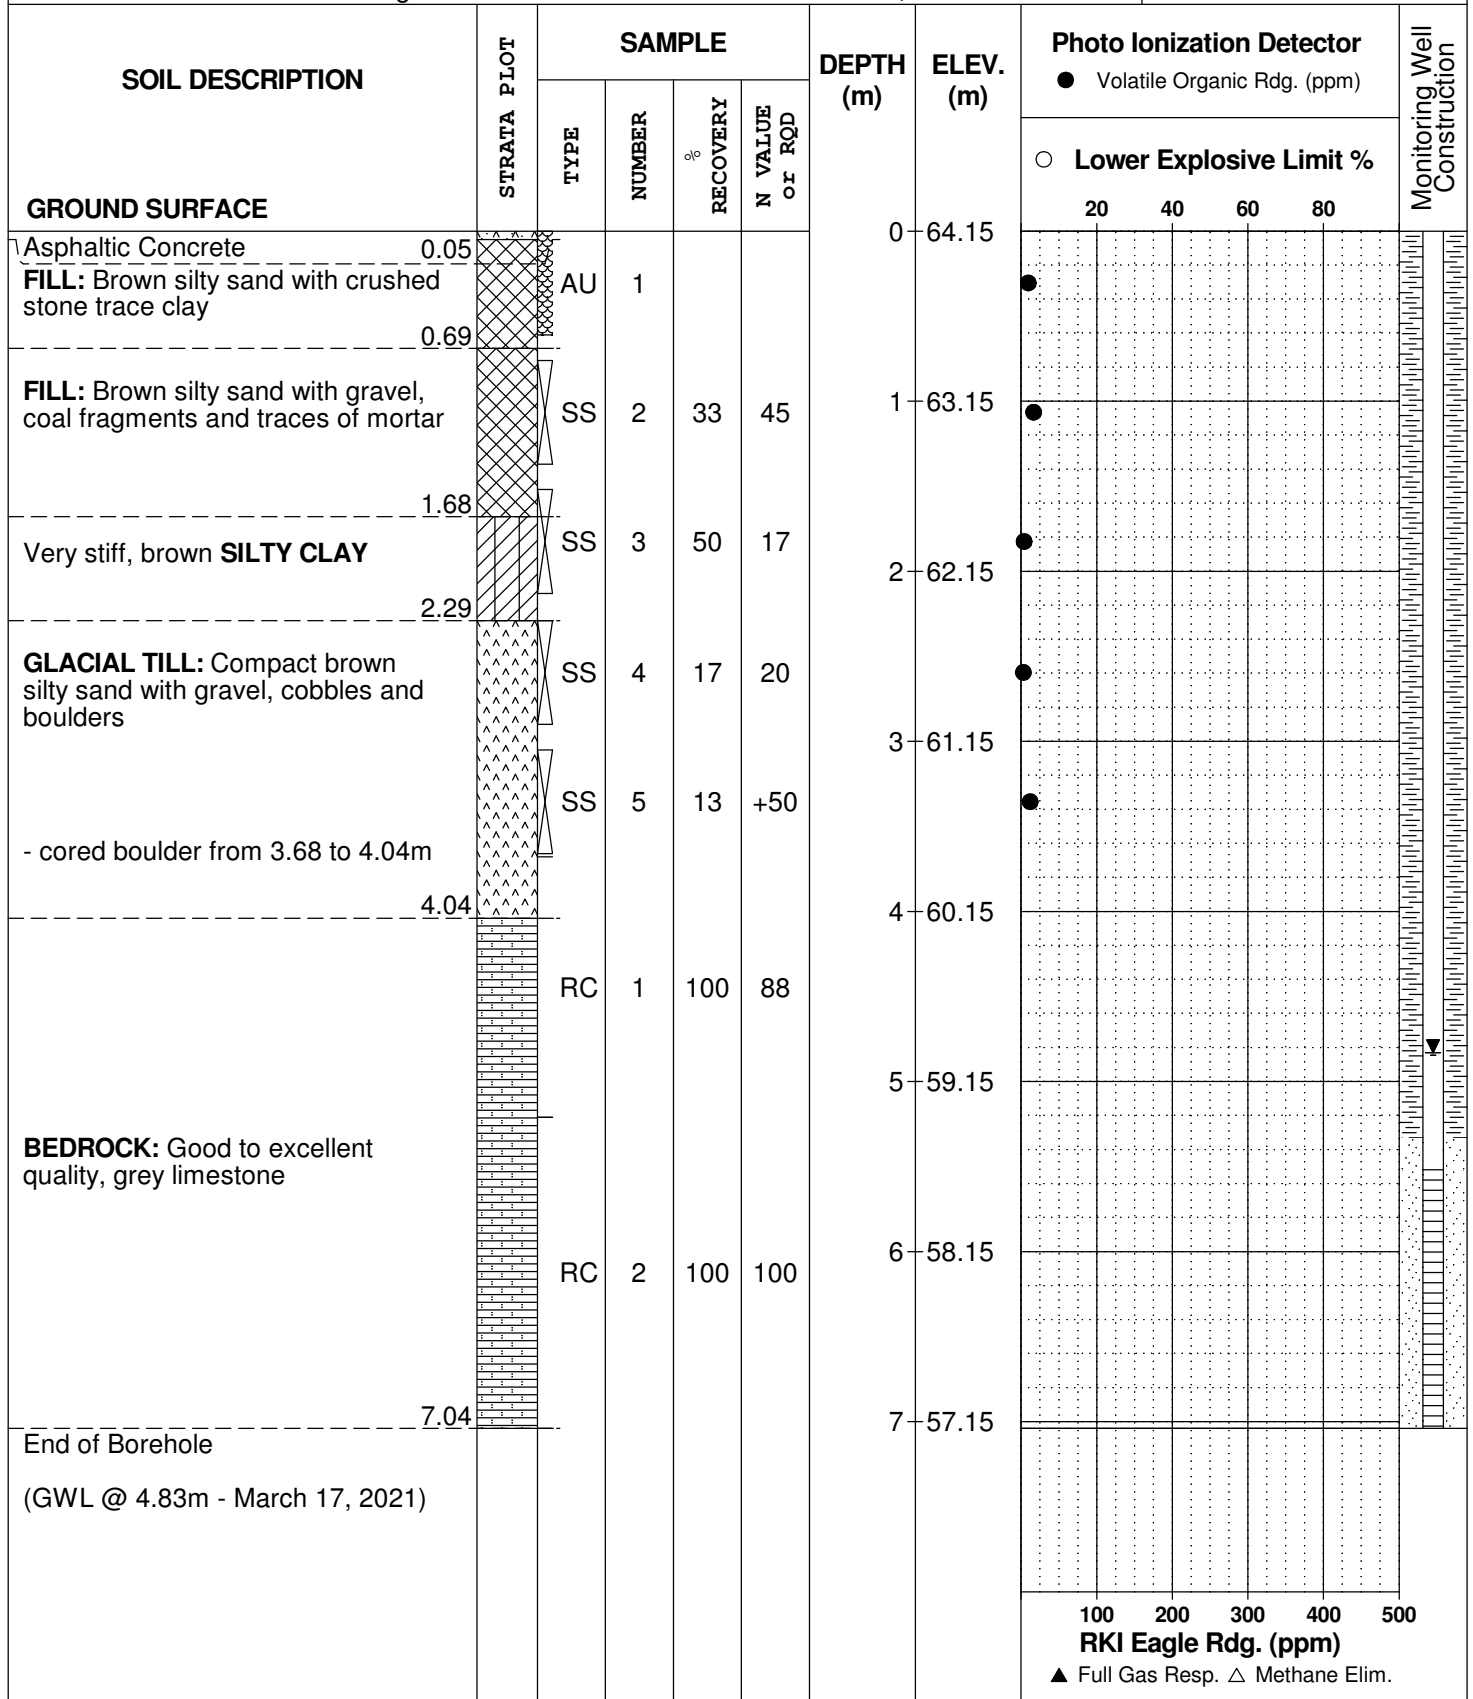 SOIL DESCRIPTION
GROUND SURFACE
STRATA PLOT
SAMPLE
TYPE
NUMBER
%
RECOVERY
N VALUE
or RQD
DEPTH
(m)
ELEV.
(m)
Photo Ionization Detector
● Volatile Organic Rdg. (ppm)
○ Lower Explosive Limit %
20 40 60 80
Monitoring Well
Construction
0 64.15
Asphaltic Concrete 0.05
FILL: Brown silty sand with crushed
stone trace clay
0.69
AU 1
FILL: Brown silty sand with gravel,
coal fragments and traces of mortar
SS 2 33 45
1 63.15
1.68
Very stiff, brown SILTY CLAY
SS 3 50 17
2 62.15
2.29
GLACIAL TILL: Compact brown
silty sand with gravel, cobbles and
boulders
SS 4 17 20
3 61.15
SS 5 13 +50
- cored boulder from 3.68 to 4.04m
4.04
4 60.15
RC 1 100 88
5 59.15
BEDROCK: Good to excellent
quality, grey limestone
6 58.15
RC 2 100 100
7.04
7 57.15
End of Borehole
(GWL @ 4.83m - March 17, 2021)
100 200 300 400 500
RKI Eagle Rdg. (ppm)
▲ Full Gas Resp. △ Methane Elim.